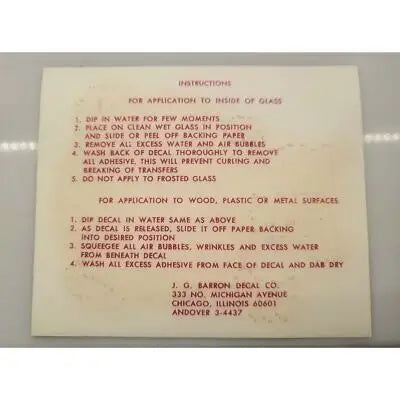 INSTRUCTIONS
FOR APPLICATION TO INSIDE OF GLASS
1. DIP IN WATER FOR FEW MOMENTS
2. PLACE ON CLEAN WET GLASS IN POSITION
AND SLIDE OR PEEL OFF BACKING PAPER
3. REMOVE ALL EXCESS WATER AND AIR BUBBLES
4. WASH BACK OF DECAL THOROUGHLY TO REMOVE
ALL ADHESIVE, THIS WILL PREVENT CURLING AND
BREAKING OF TRANSFERS
5. DO NOT APPLY TO FROSTED GLASS
FOR APPLICATION TO WOOD, PLASTIC OR METAL SURFACES
1. DIP DECAL IN WATER SAME AS ABOVE
2. AS DECAL IS RELEASED, SLIDE IT OFF PAPER BACKING
INTO DESIRED POSITION
3. SQUEEGEE ALL AIR BUBBLES, WRINKLES AND EXCESS WATER
FROM BENEATH DECAL
4. WASH ALL EXCESS ADHESIVE FROM FACE OF DECAL AND DAB DRY
J. G. BARRON DECAL CO.
333 NO. MICHIGAN AVENUE
CHICAGO, ILLINOIS 60601
ANDOVER 3-4437